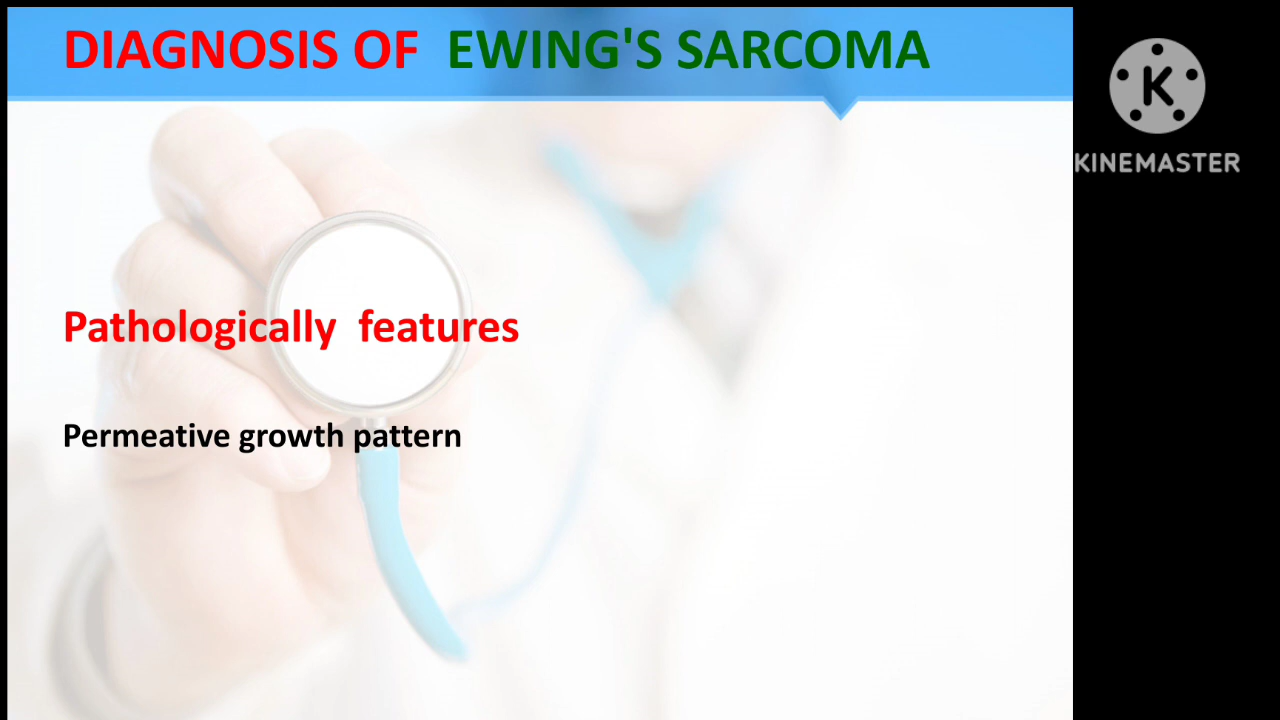 DIAGNOSIS OF EWING'S SARCOMA
K
KINEMASTER
Pathologically features
Permeative growth pattern